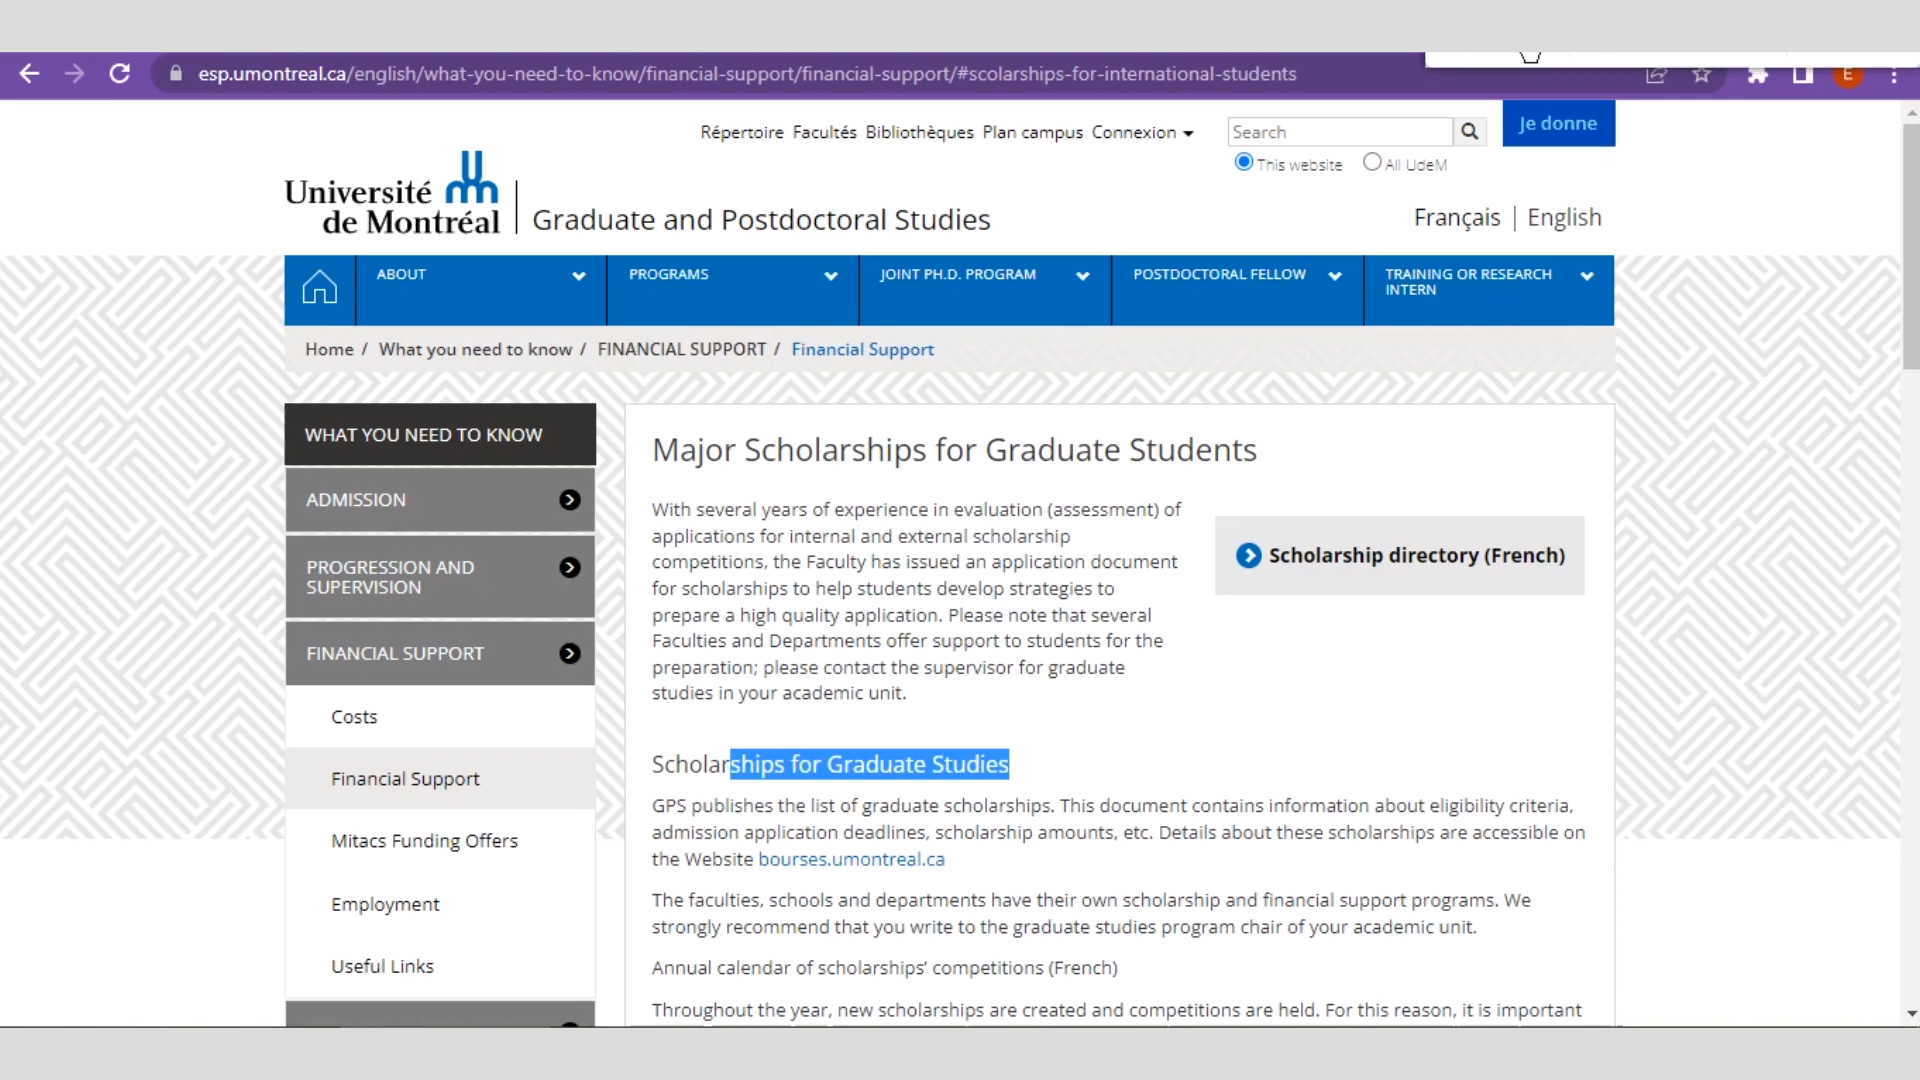 esp.umontreal.ca/english/what-you-need-to-know/financial-support/financial-support/#scolarships-for-international-students
E
Répertoire Facultés Bibliothèques Plan campus Connexion
Search
Je donne
This website All UdeM
Université
de Montréal
Graduate and Postdoctoral Studies
Français | English
ABOUT
PROGRAMS
JOINT PH.D. PROGRAM
POSTDOCTORAL FELLOW
TRAINING OR RESEARCH
INTERN
Home / What you need to know / FINANCIAL SUPPORT / Financial Support
WHAT YOU NEED TO KNOW
ADMISSION
PROGRESSION AND
SUPERVISION
FINANCIAL SUPPORT
Costs
Financial Support
Mitacs Funding Offers
Employment
Useful Links
Major Scholarships for Graduate Students
With several years of experience in evaluation (assessment) of
applications for internal and external scholarship
competitions, the Faculty has issued an application document
for scholarships to help students develop strategies to
prepare a high quality application. Please note that several
Faculties and Departments offer support to students for the
preparation; please contact the supervisor for graduate
studies in your academic unit.
Scholarship directory (French)
Scholarships for Graduate Studies
GPS publishes the list of graduate scholarships. This document contains information about eligibility criteria,
admission application deadlines, scholarship amounts, etc. Details about these scholarships are accessible on
the Website bourses.umontreal.ca
The faculties, schools and departments have their own scholarship and financial support programs. We
strongly recommend that you write to the graduate studies program chair of your academic unit.
Annual calendar of scholarships’ competitions (French)
Throughout the year, new scholarships are created and competitions are held. For this reason, it is important